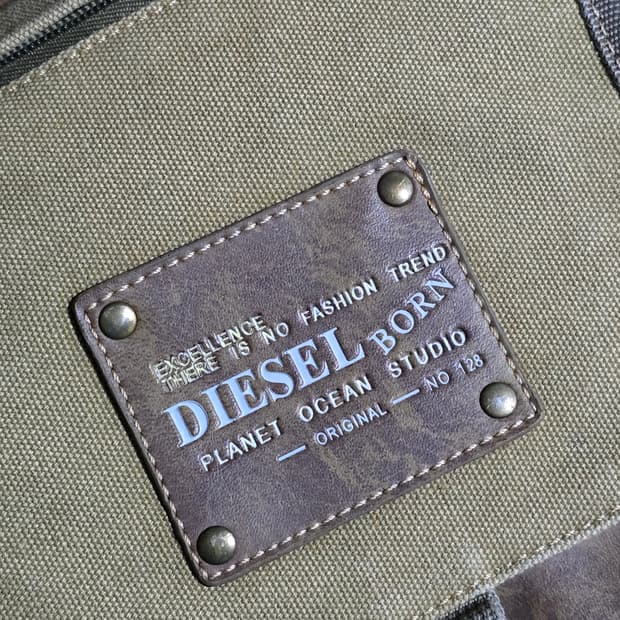 EXCELLENCE
THERE IS NO FASHION TREND
DIESEL BORN
PLANET OCEAN STUDIO
— ORIGINAL — NO 128